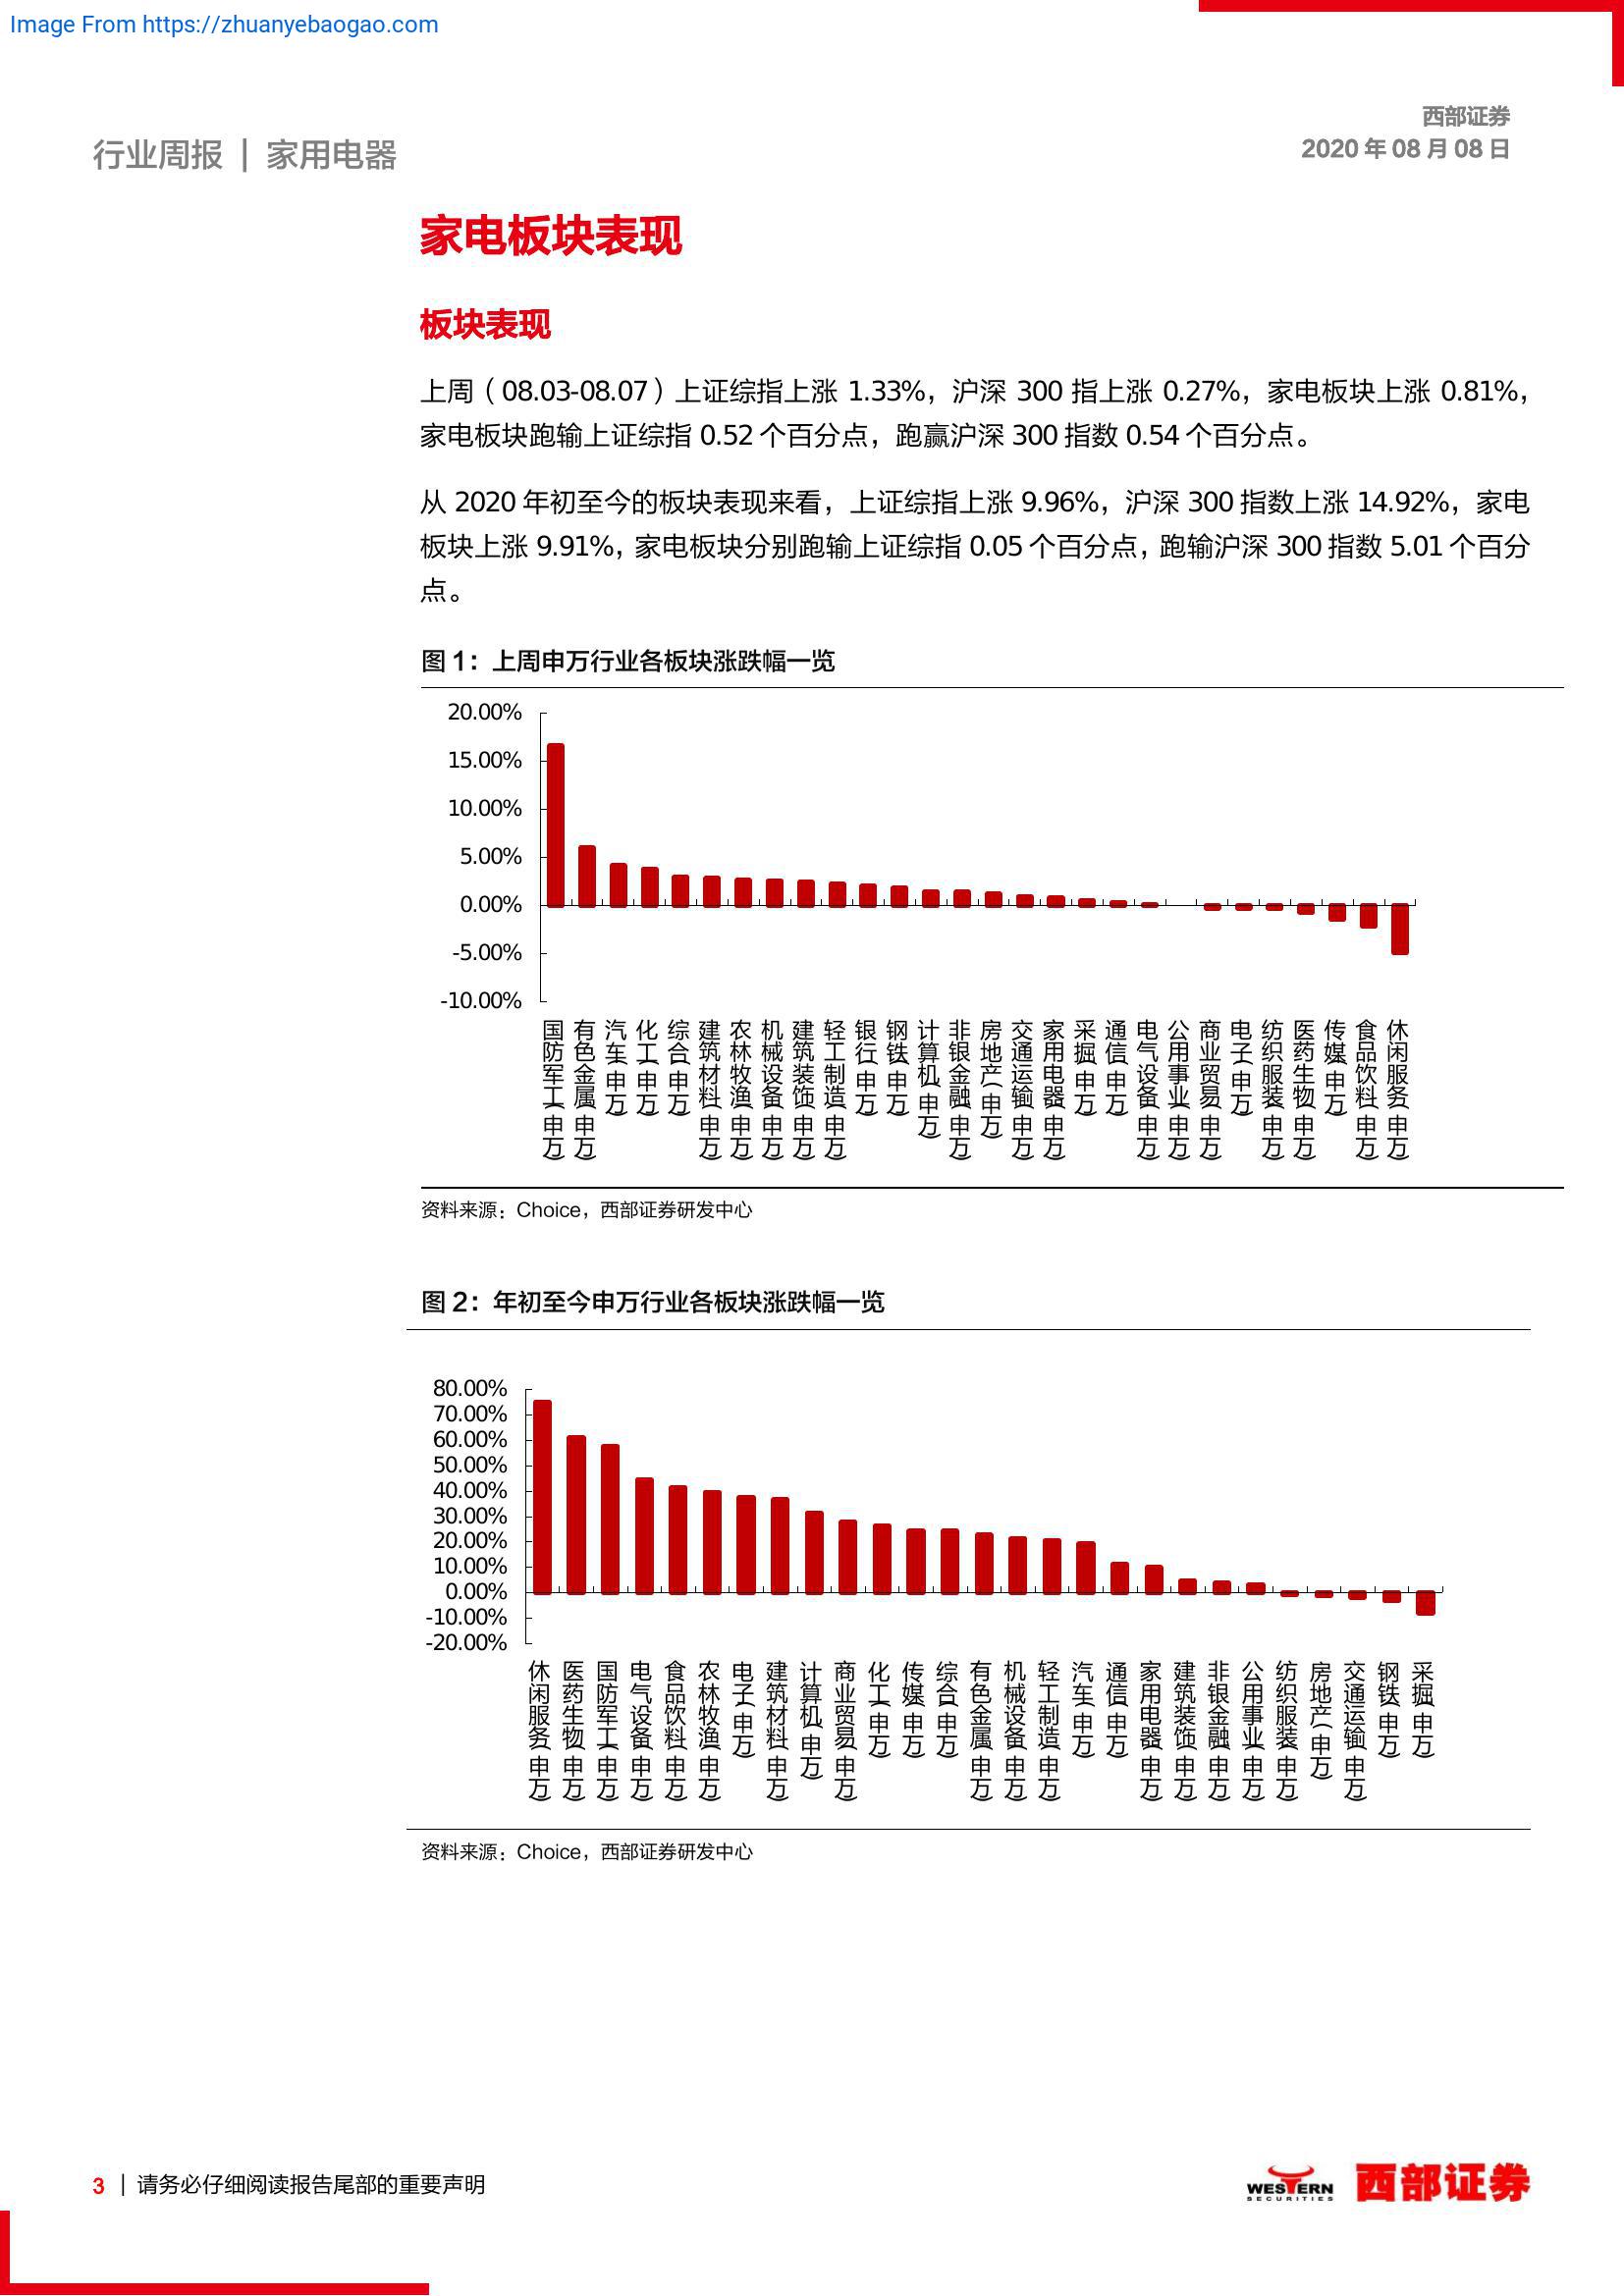 Image From https://zhuanyebaogao.com
西部证券
2020 年 08 月 08 日
行业周报 | 家用电器
家电板块表现
板块表现
上周（08.03-08.07）上证综指上涨 1.33%，沪深 300 指上涨 0.27%，家电板块上涨 0.81%，
家电板块跑输上证综指 0.52 个百分点，跑赢沪深 300 指数 0.54 个百分点。
从 2020 年初至今的板块表现来看，上证综指上涨 9.96%，沪深 300 指数上涨 14.92%，家电
板块上涨 9.91%，家电板块分别跑输上证综指 0.05 个百分点，跑输沪深 300 指数 5.01 个百分
点。
图 1：上周申万行业各板块涨跌幅一览
20.00%
15.00%
10.00%
5.00%
0.00%
-5.00%
-10.00%
国防军工(申万)
有色金属(申万)
汽车(申万)
化工(申万)
综合(申万)
建筑材料(申万)
农林牧渔(申万)
机械设备(申万)
建筑装饰(申万)
轻工制造(申万)
银行(申万)
钢铁(申万)
计算机(申万)
非银金融(申万)
房地产(申万)
交通运输(申万)
家用电器(申万)
采掘(申万)
通信(申万)
电气设备(申万)
公用事业(申万)
商业贸易(申万)
电子(申万)
纺织服装(申万)
医药生物(申万)
传媒(申万)
食品饮料(申万)
休闲服务(申万)
资料来源：Choice，西部证券研发中心
图 2：年初至今申万行业各板块涨跌幅一览
80.00%
70.00%
60.00%
50.00%
40.00%
30.00%
20.00%
10.00%
0.00%
-10.00%
-20.00%
休闲服务(申万)
医药生物(申万)
国防军工(申万)
电气设备(申万)
食品饮料(申万)
农林牧渔(申万)
电子(申万)
建筑材料(申万)
计算机(申万)
商业贸易(申万)
化工(申万)
传媒(申万)
综合(申万)
有色金属(申万)
机械设备(申万)
轻工制造(申万)
汽车(申万)
通信(申万)
家用电器(申万)
建筑装饰(申万)
非银金融(申万)
公用事业(申万)
纺织服装(申万)
房地产(申万)
交通运输(申万)
钢铁(申万)
采掘(申万)
资料来源：Choice，西部证券研发中心
3 | 请务必仔细阅读报告尾部的重要声明
WESTERN
SECURITIES
西部证券